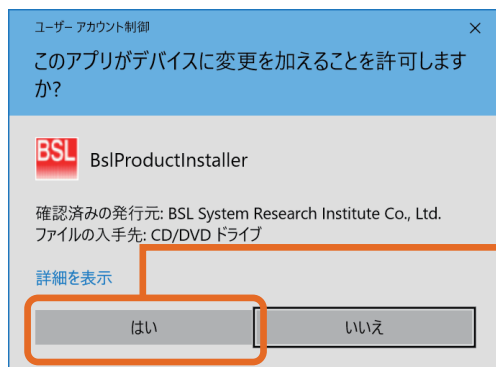 ユーザー アカウント制御
このアプリがデバイスに変更を加えることを許可します
か?
BSL
BslProductInstaller
確認済みの発行元: BSL System Research Institute Co., Ltd.
ファイルの入手先: CD/DVD ドライブ
詳細を表示
はい
いいえ